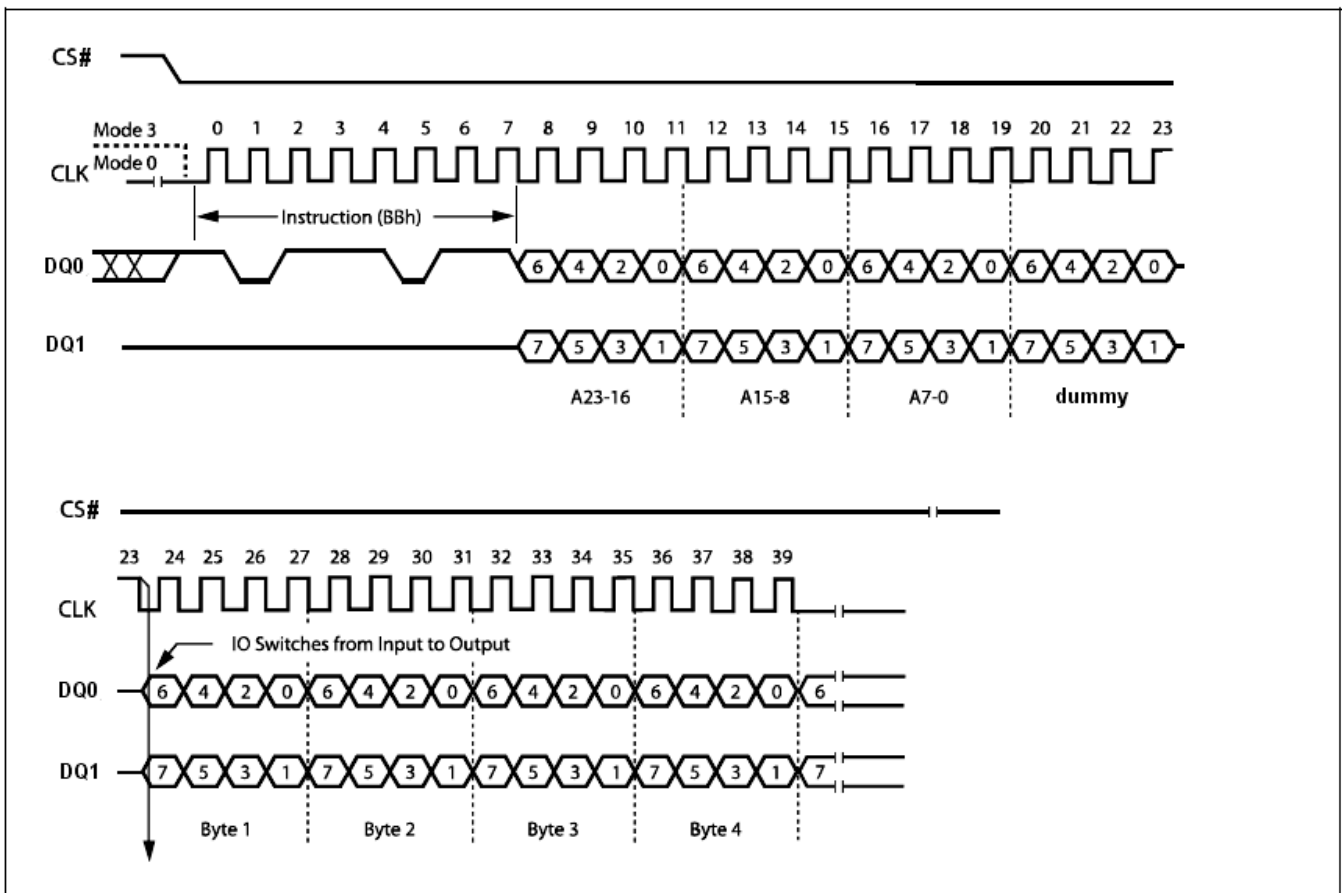 CS#
Mode 3
0 1 2 3 4 5 6 7 8 9 10 11 12 13 14 15 16 17 18 19 20 21 22 23
Mode 0
CLK
Instruction (BBh)
DQ0 6 4 2 0 6 4 2 0 6 4 2 0 6 4 2 0
DQ1 7 5 3 1 7 5 3 1 7 5 3 1 7 5 3 1
A23-16 A15-8 A7-0 dummy
CS#
23 24 25 26 27 28 29 30 31 32 33 34 35 36 37 38 39
CLK
IO Switches from Input to Output
DQ0 6 4 2 0 6 4 2 0 6 4 2 0 6 4 2 0 6
DQ1 7 5 3 1 7 5 3 1 7 5 3 1 7 5 3 1 7
Byte 1 Byte 2 Byte 3 Byte 4